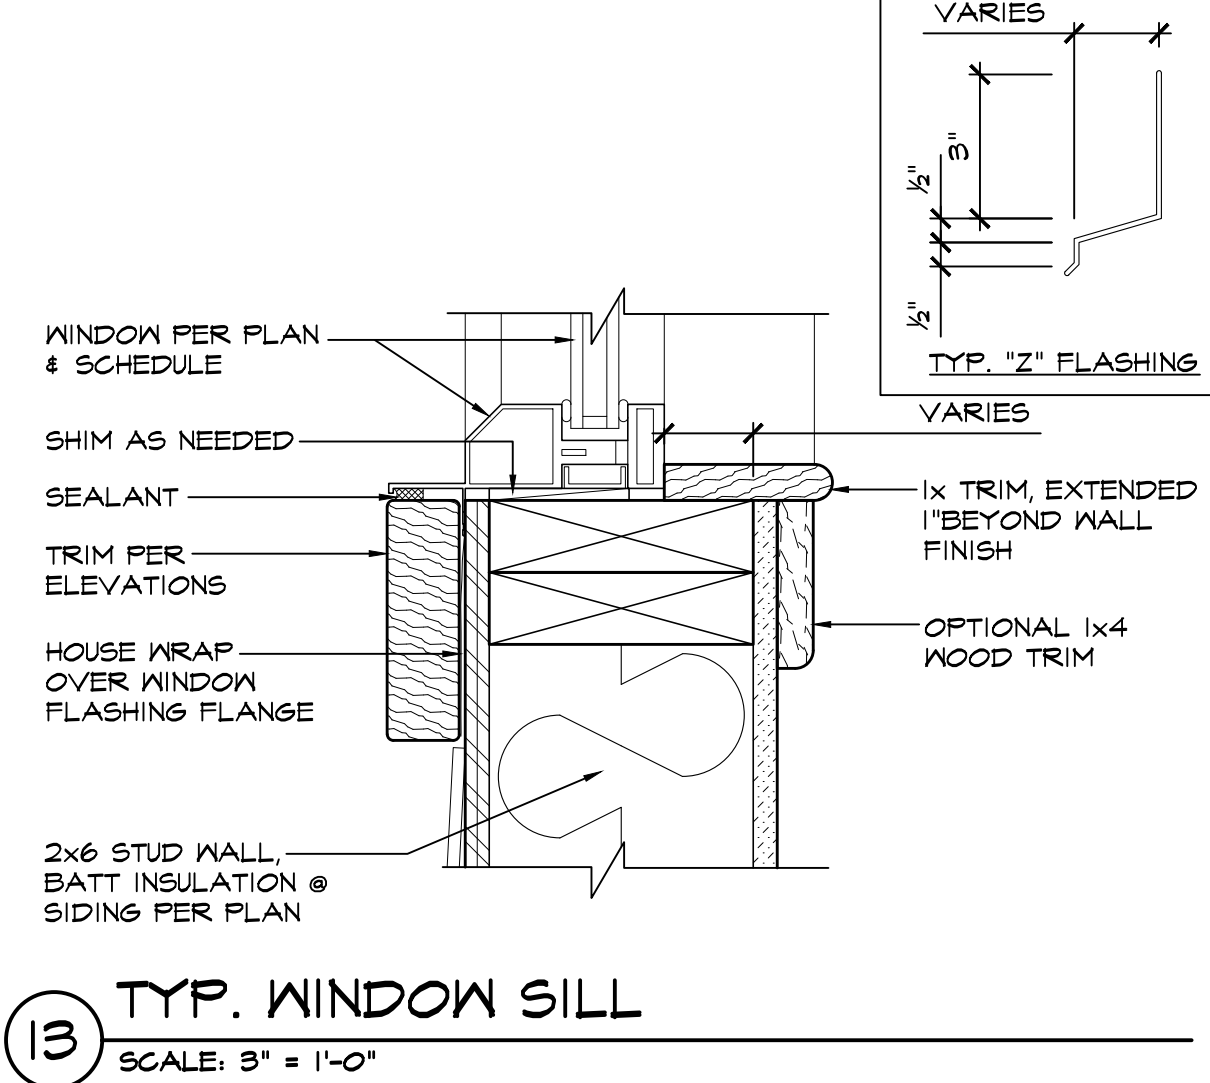 VARIES
3"
½"
½"
TYP. "Z" FLASHING
WINDOW PER PLAN
& SCHEDULE
SHIM AS NEEDED
SEALANT
TRIM PER
ELEVATIONS
HOUSE WRAP
OVER WINDOW
FLASHING FLANGE
2x6 STUD WALL,
BATT INSULATION @
SIDING PER PLAN
VARIES
1x TRIM, EXTENDED
1"BEYOND WALL
FINISH
OPTIONAL 1x4
WOOD TRIM
13
TYP. WINDOW SILL
SCALE: 3" = 1'-0"